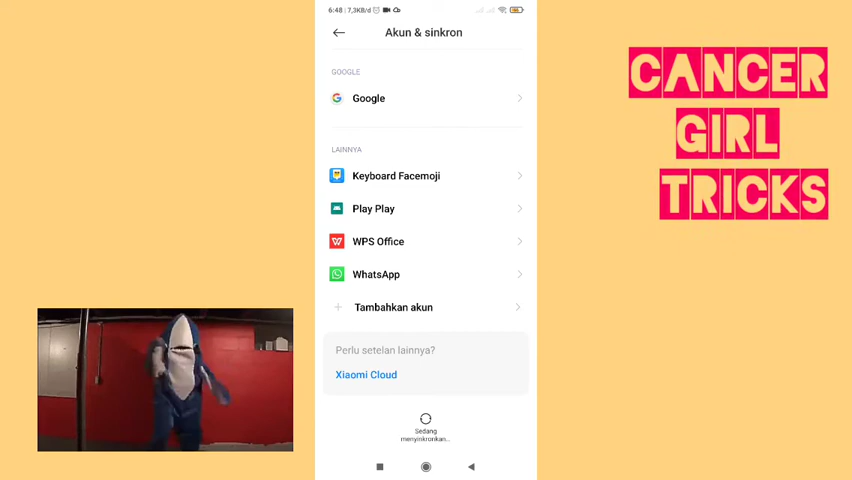 6:48 | 7,3KB/d
Akun & sinkron
GOOGLE
Google
LAINNYA
Keyboard Facemoji
Play Play
WPS Office
WhatsApp
Tambahkan akun
Perlu setelan lainnya?
Xiaomi Cloud
Sedang
menyinkronkan...
CANCER
GIRL
TRICKS